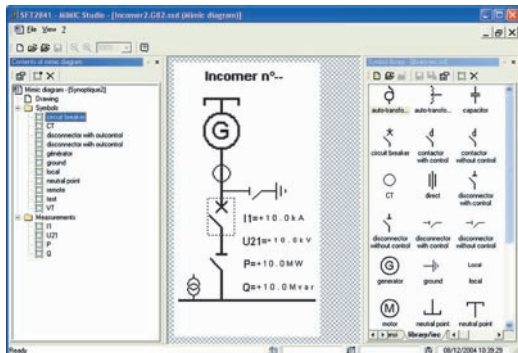 SFT2841 - MIMIC Studio - [Incomer2.G82.ssd (Mimic diagram)]
File View ?
100%
Contents of mimic diagram
Mimic diagram - (Synoptique2)
Drawing
Symbols
circuit breaker
CT
disconnector with outcontrol
disconnector with outcontrol
générator
ground
local
neutral point
remote
test
VT
Measurements
I1
U21
P
Q
Incomer n°--
G
I1=+10.0kA
U21=+10.0kV
P=+10.0MW
Q=+10.0Mvar
auto-transfo... auto-transfo... capacitor
circuit breaker contactor with control contactor without control
CT direct disconnector with control
disconnector without control disconnector with control disconnector without control
G Local
generator ground local
M
motor neutral point neutral point
Ready 08/12/2004 10:39:29